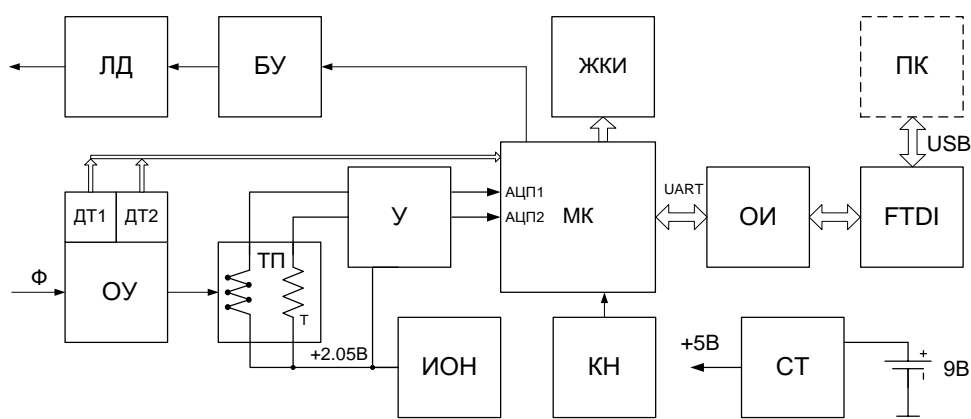 ЛД
БУ
ЖКИ
ПК
USB
ДТ1
ДТ2
У
АЦП1
АЦП2
МК
UART
ОИ
FTDI
Ф
ОУ
ТП
Т
+2.05В
ИОН
КН
+5В
СТ
+
-
9В